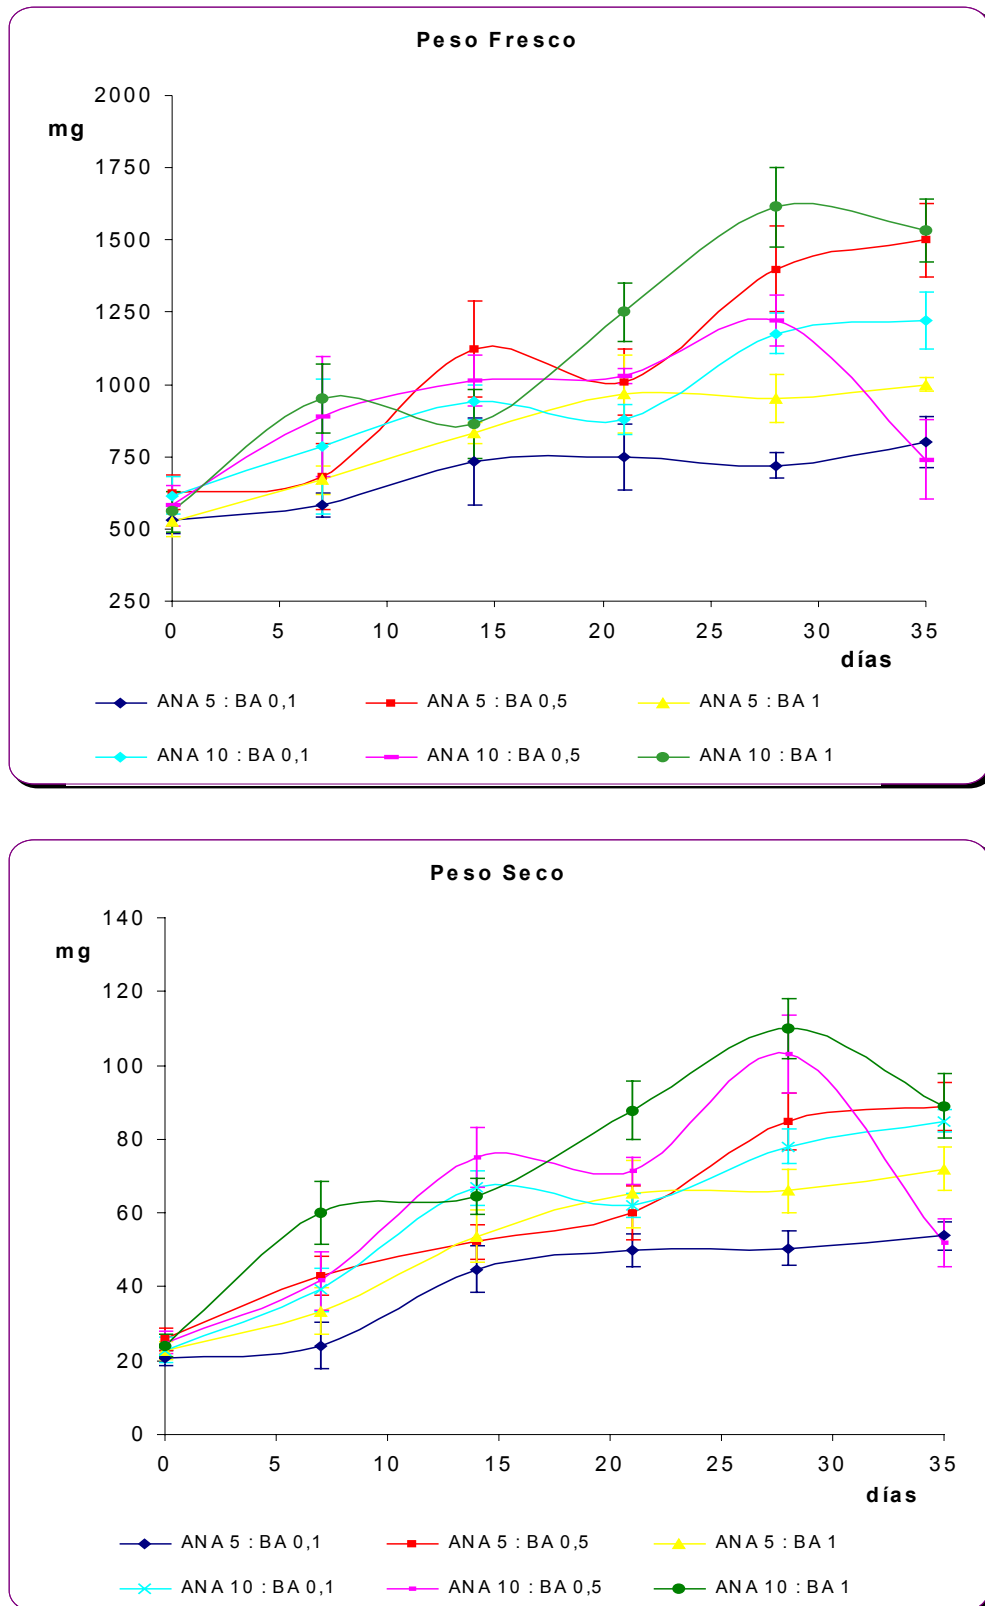 Peso Fresco
2000
mg
1750
1500
1250
1000
750
500
250
0 5 10 15 20 25 30 35
días
ANA 5 : BA 0,1 ANA 5 : BA 0,5 ANA 5 : BA 1
ANA 10 : BA 0,1 ANA 10 : BA 0,5 ANA 10 : BA 1
Peso Seco
140
mg
120
100
80
60
40
20
0
0 5 10 15 20 25 30 35
días
ANA 5 : BA 0,1 ANA 5 : BA 0,5 ANA 5 : BA 1
ANA 10 : BA 0,1 ANA 10 : BA 0,5 ANA 10 : BA 1